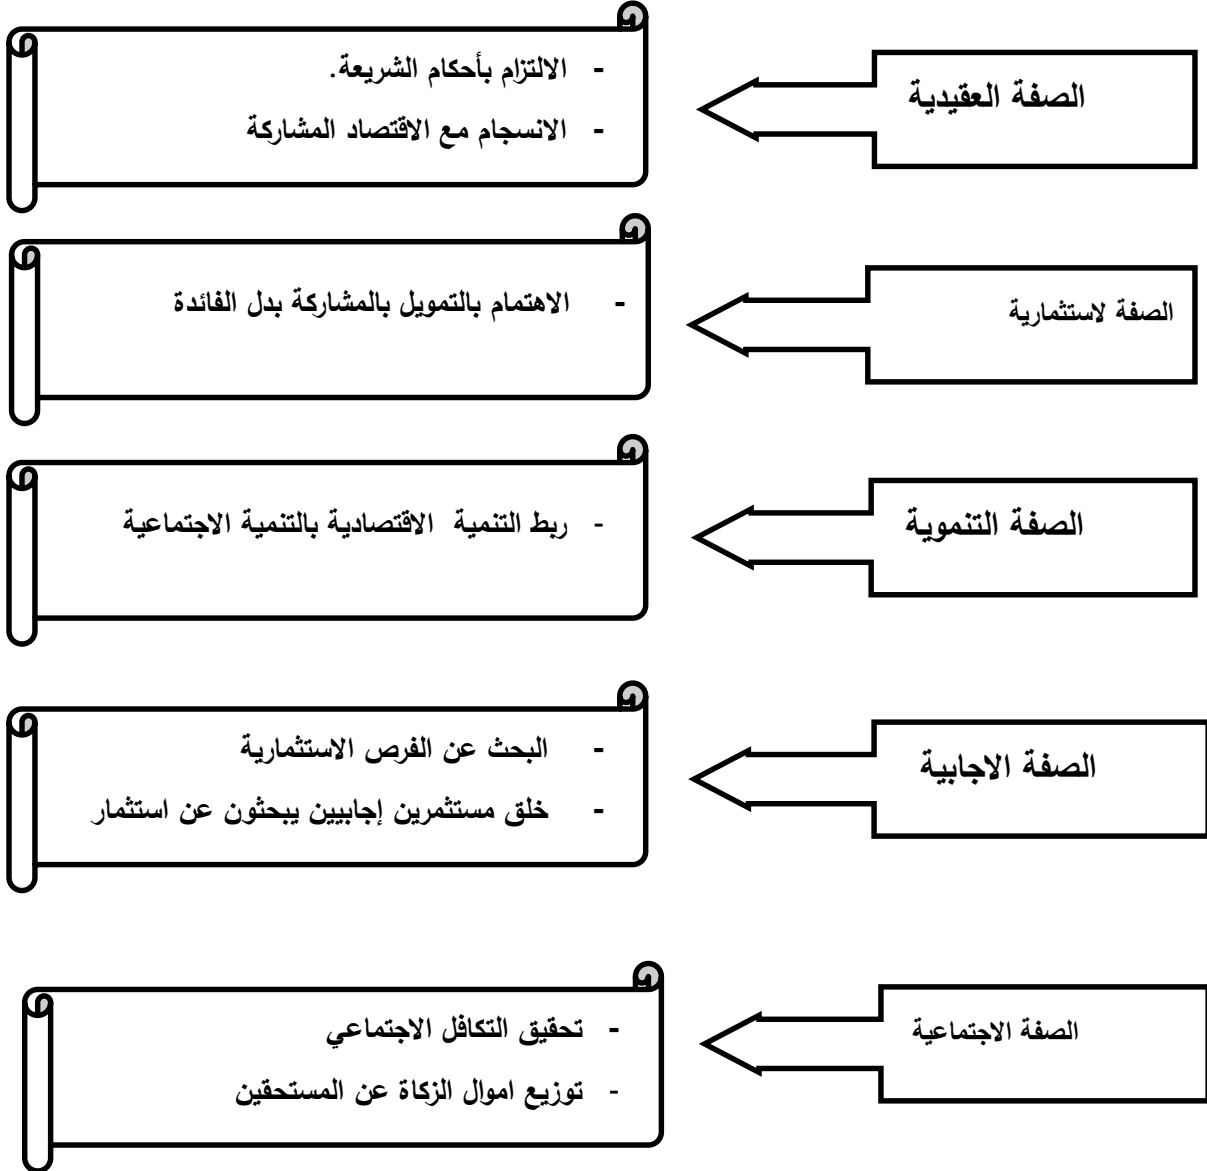 الصفة العقيدية
- الالتزام بأحكام الشريعة.
- الانسجام مع الاقتصاد المشاركة
الصفة لاستثمارية
- الاهتمام بالتمويل بالمشاركة بدل الفائدة
الصفة التنموية
- ربط التنمية الاقتصادية بالتنمية الاجتماعية
الصفة الاجابية
- البحث عن الفرص الاستثمارية
- خلق مستثمرين إجابيين يبحثون عن استثمار
الصفة الاجتماعية
- تحقيق التكافل الاجتماعي
- توزيع اموال الزكاة عن المستحقين